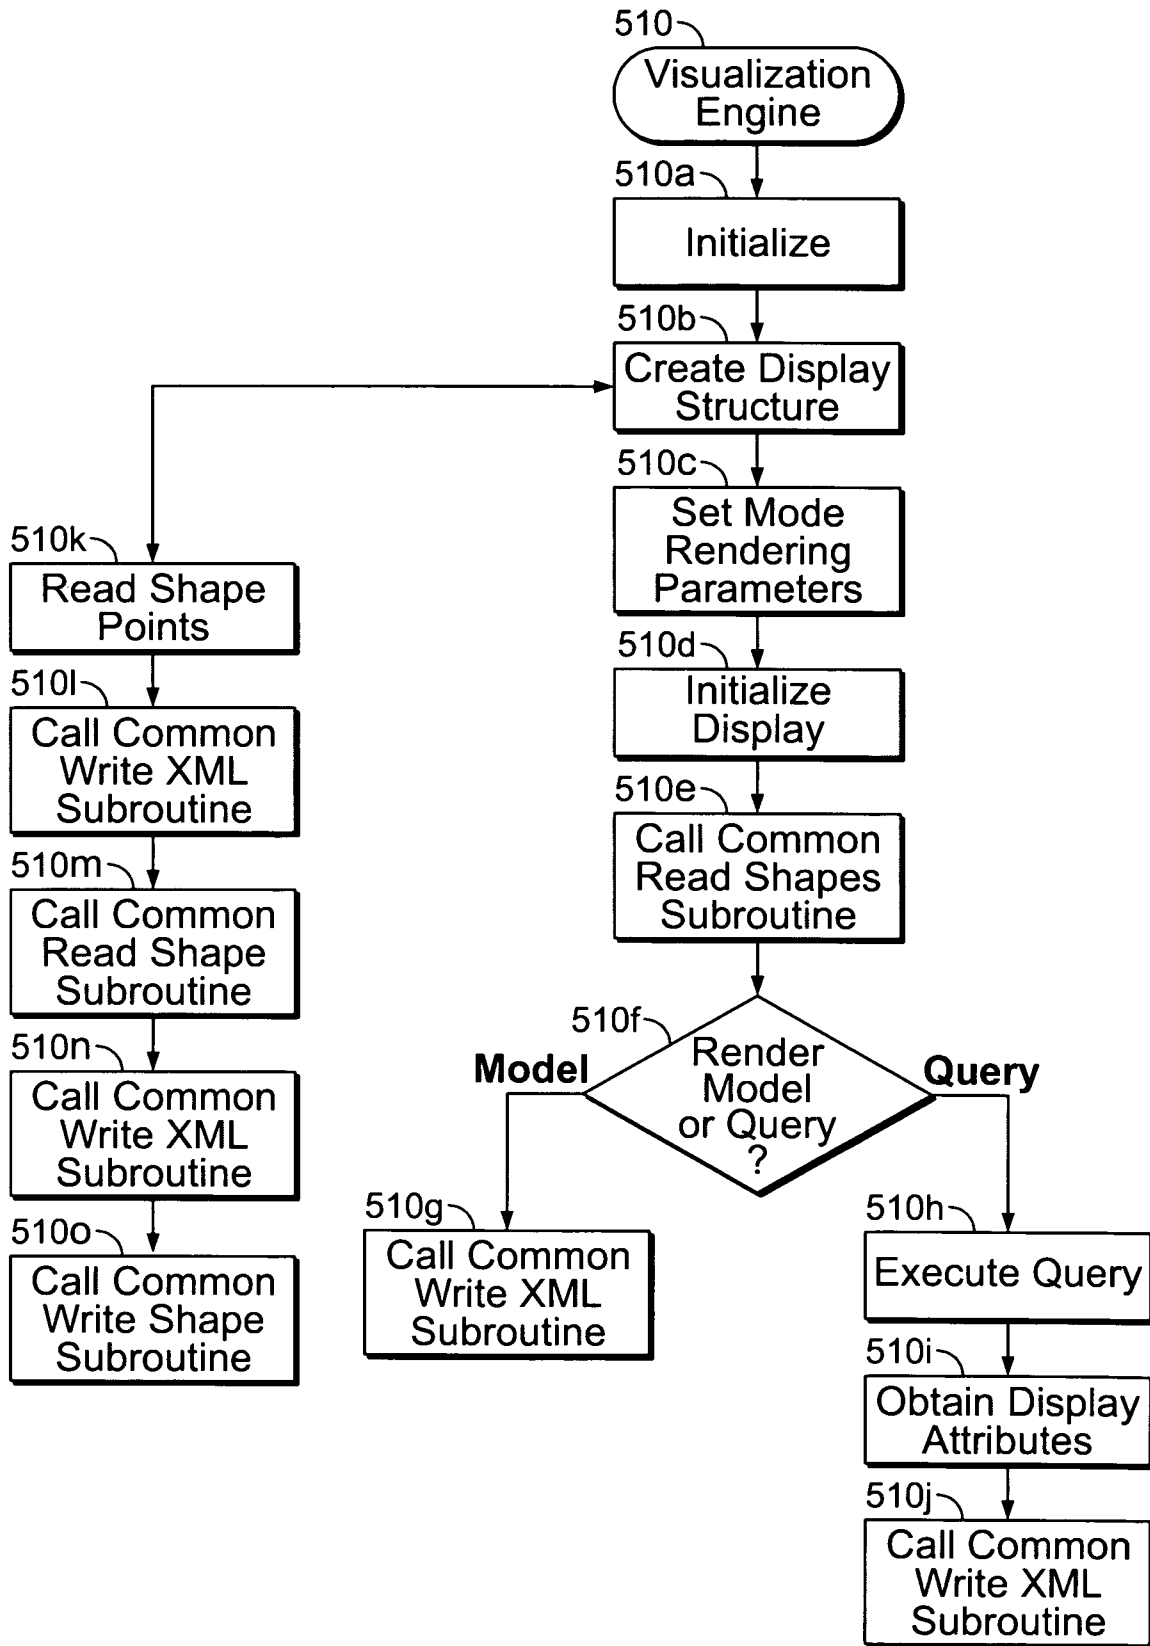 510
Visualization
Engine
510a
Initialize
510b
Create Display
Structure
510c
Set Mode
Rendering
Parameters
510d
Initialize
Display
510e
Call Common
Read Shapes
Subroutine
510f
Render
Model
or Query
?
Model
Query
510g
Call Common
Write XML
Subroutine
510h
Execute Query
510i
Obtain Display
Attributes
510j
Call Common
Write XML
Subroutine
510k
Read Shape
Points
510l
Call Common
Write XML
Subroutine
510m
Call Common
Read Shape
Subroutine
510n
Call Common
Write XML
Subroutine
510o
Call Common
Write Shape
Subroutine